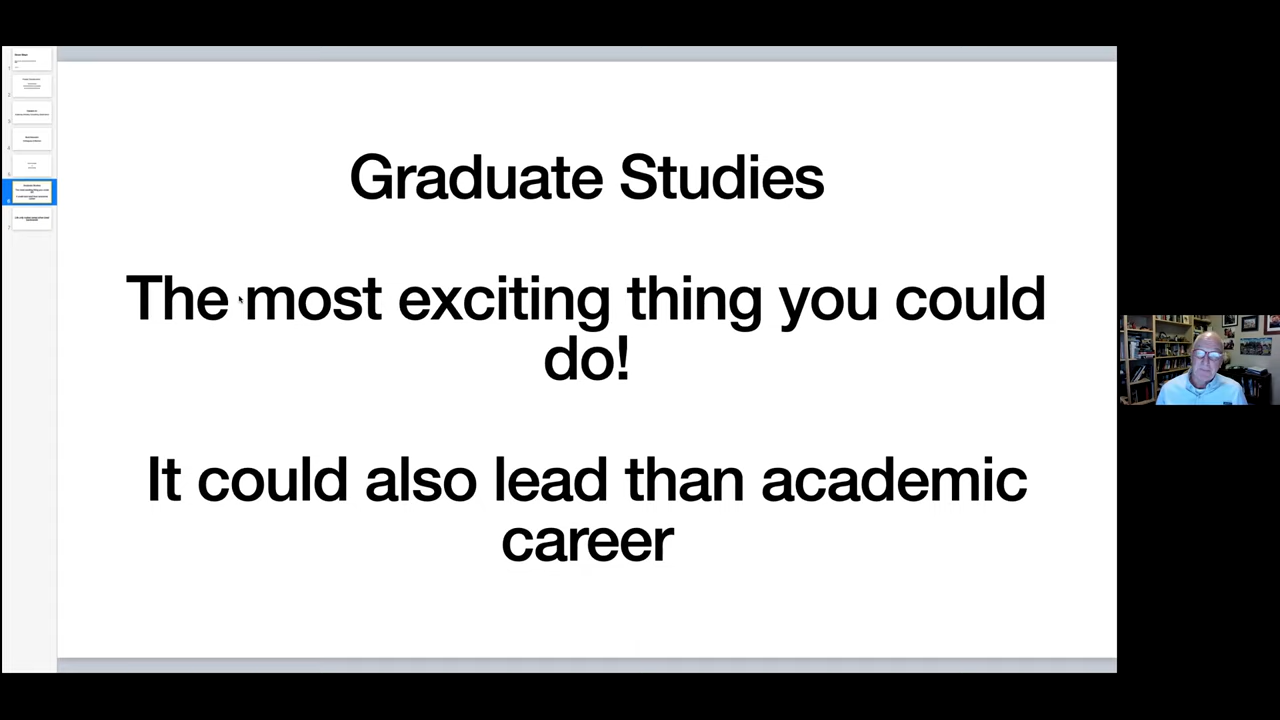 Graduate Studies
The most exciting thing you could
do!
It could also lead than academic
career